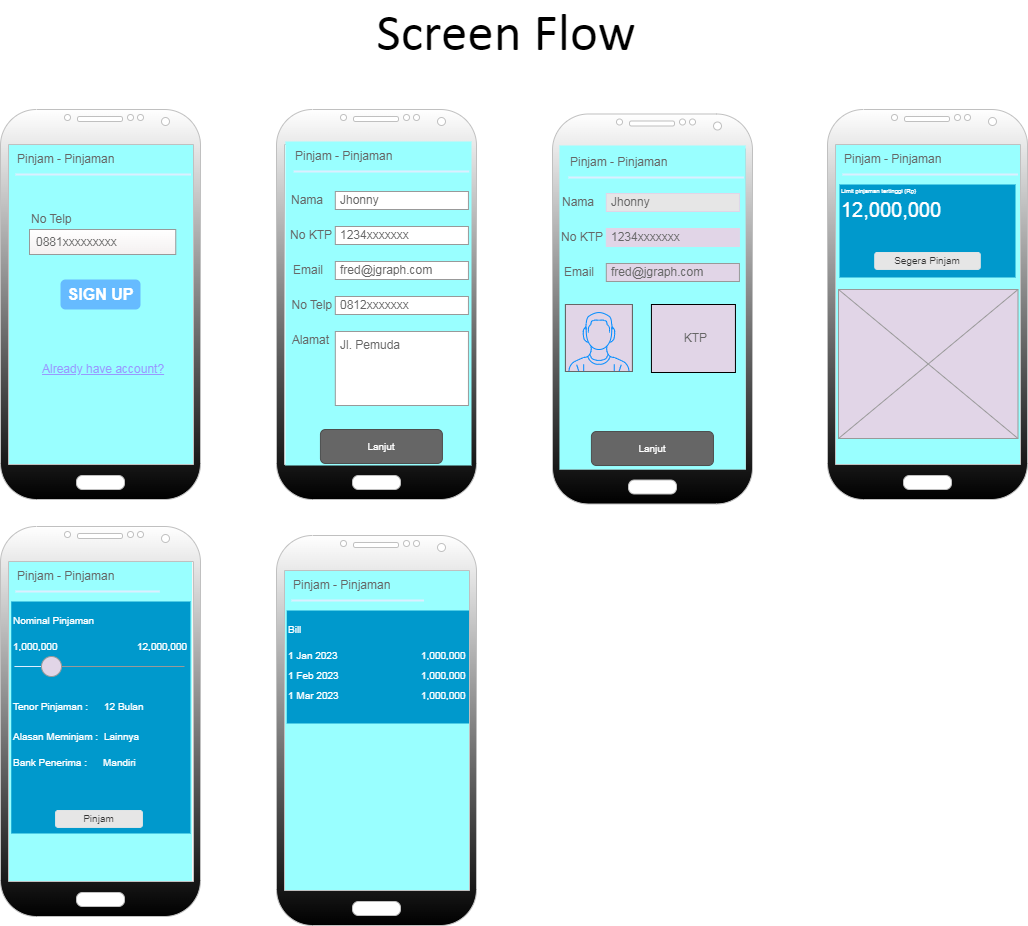 Screen Flow
Pinjam - Pinjaman
No Telp
0881xxxxxxxxx
SIGN UP
Already have account?
Pinjam - Pinjaman
Nama Jhonny
No KTP 1234xxxxxxx
Email fred@jgraph.com
No Telp 0812xxxxxxx
Alamat Jl. Pemuda
Lanjut
Pinjam - Pinjaman
Nama Jhonny
No KTP 1234xxxxxxx
Email fred@jgraph.com
KTP
Lanjut
Pinjam - Pinjaman
Limit pinjaman tertinggi (Rp)
12,000,000
Segera Pinjam
Pinjam - Pinjaman
Nominal Pinjaman
1,000,000 12,000,000
Tenor Pinjaman : 12 Bulan
Alasan Meminjam : Lainnya
Bank Penerima : Mandiri
Pinjam
Pinjam - Pinjaman
Bill
1 Jan 2023 1,000,000
1 Feb 2023 1,000,000
1 Mar 2023 1,000,000